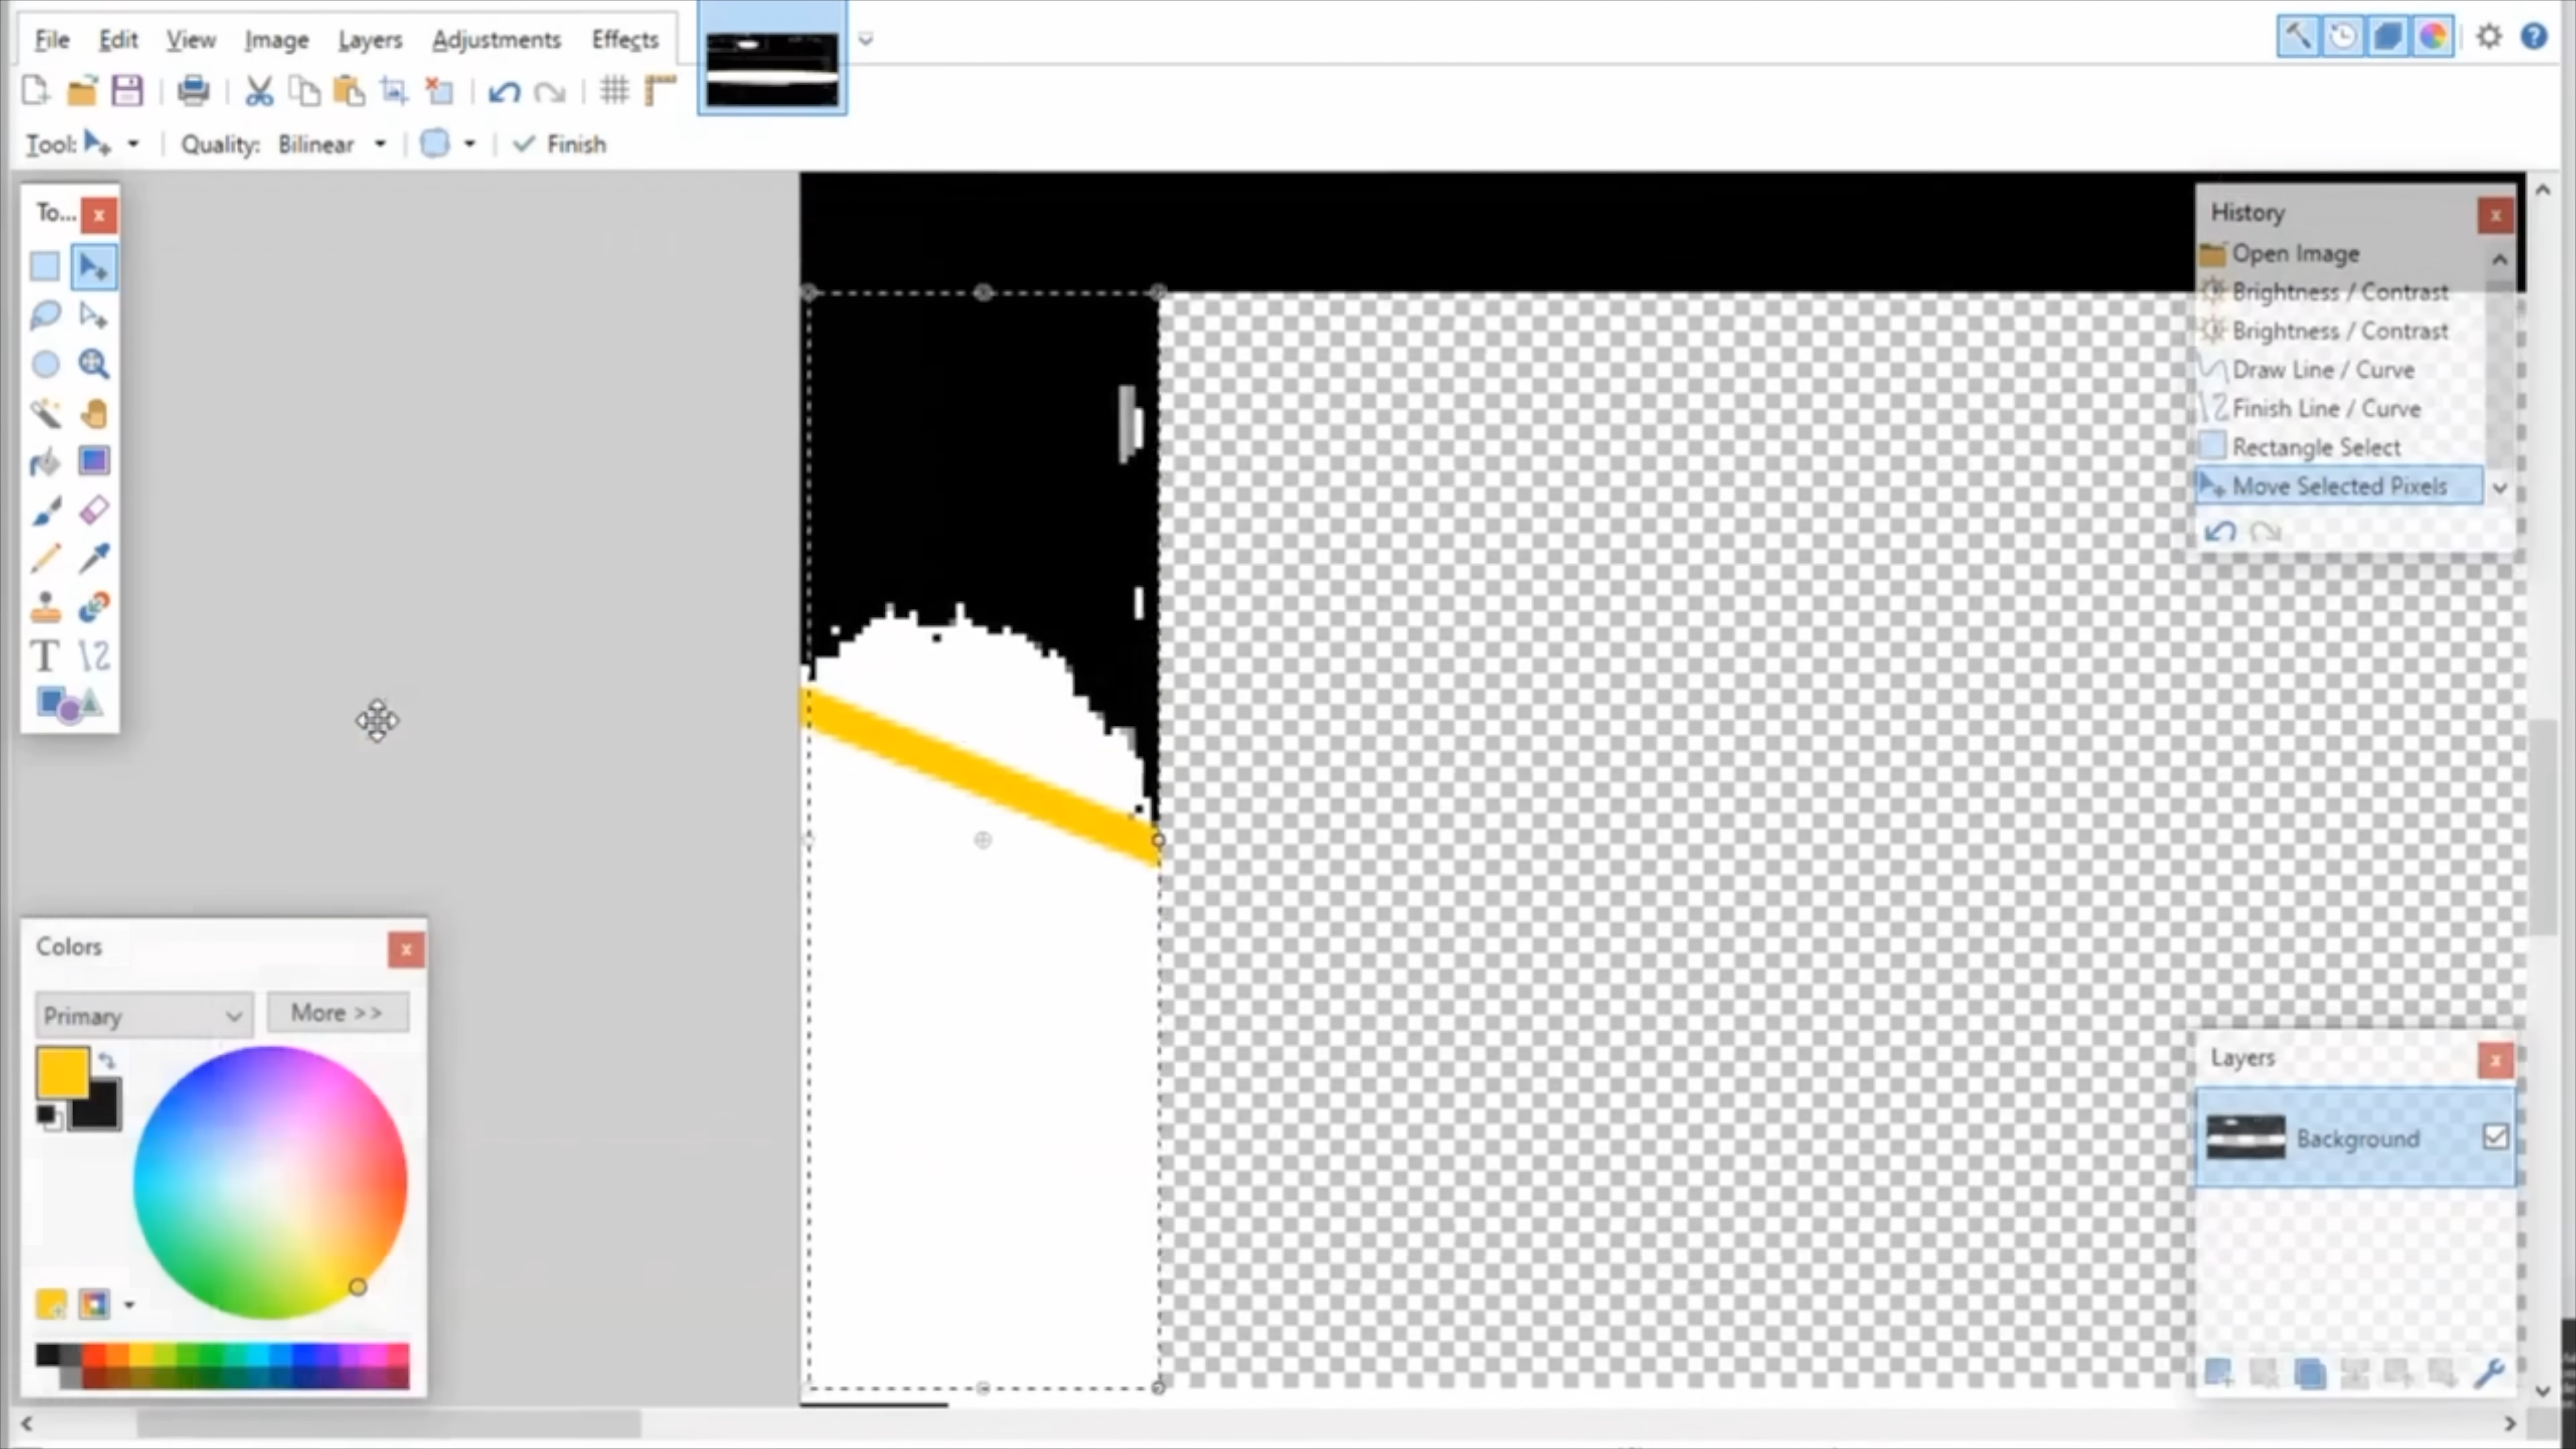 File Edit View Image Layers Adjustments Effects
Tool: Quality: Bilinear Finish
To...
History
Open Image
Brightness / Contrast
Brightness / Contrast
Draw Line / Curve
Finish Line / Curve
Rectangle Select
Move Selected Pixels
Colors
Primary More >>
Layers
Background